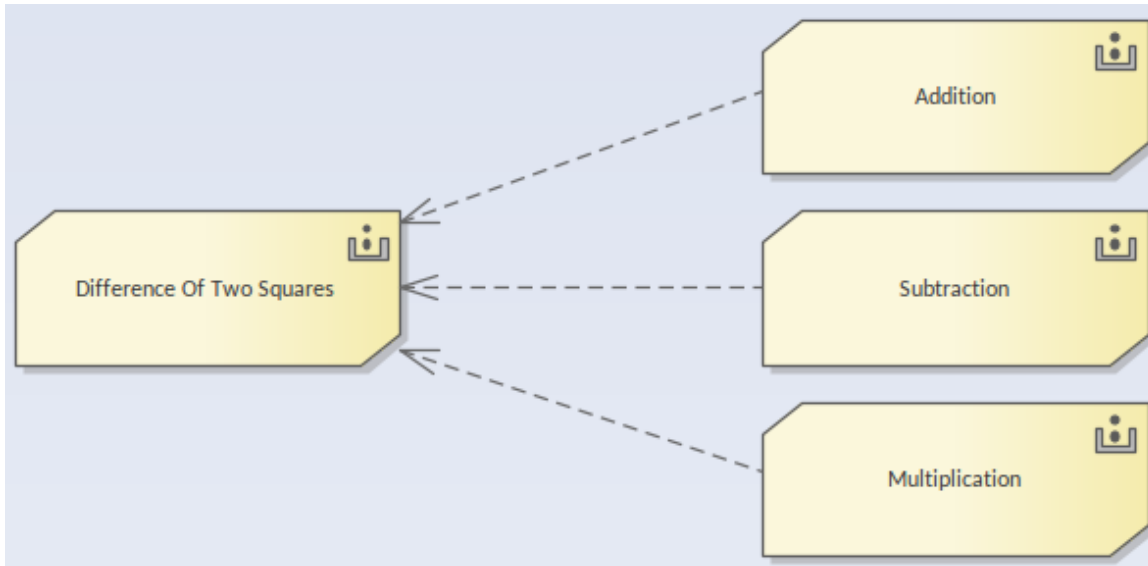 Addition
Difference Of Two Squares
Subtraction
Multiplication